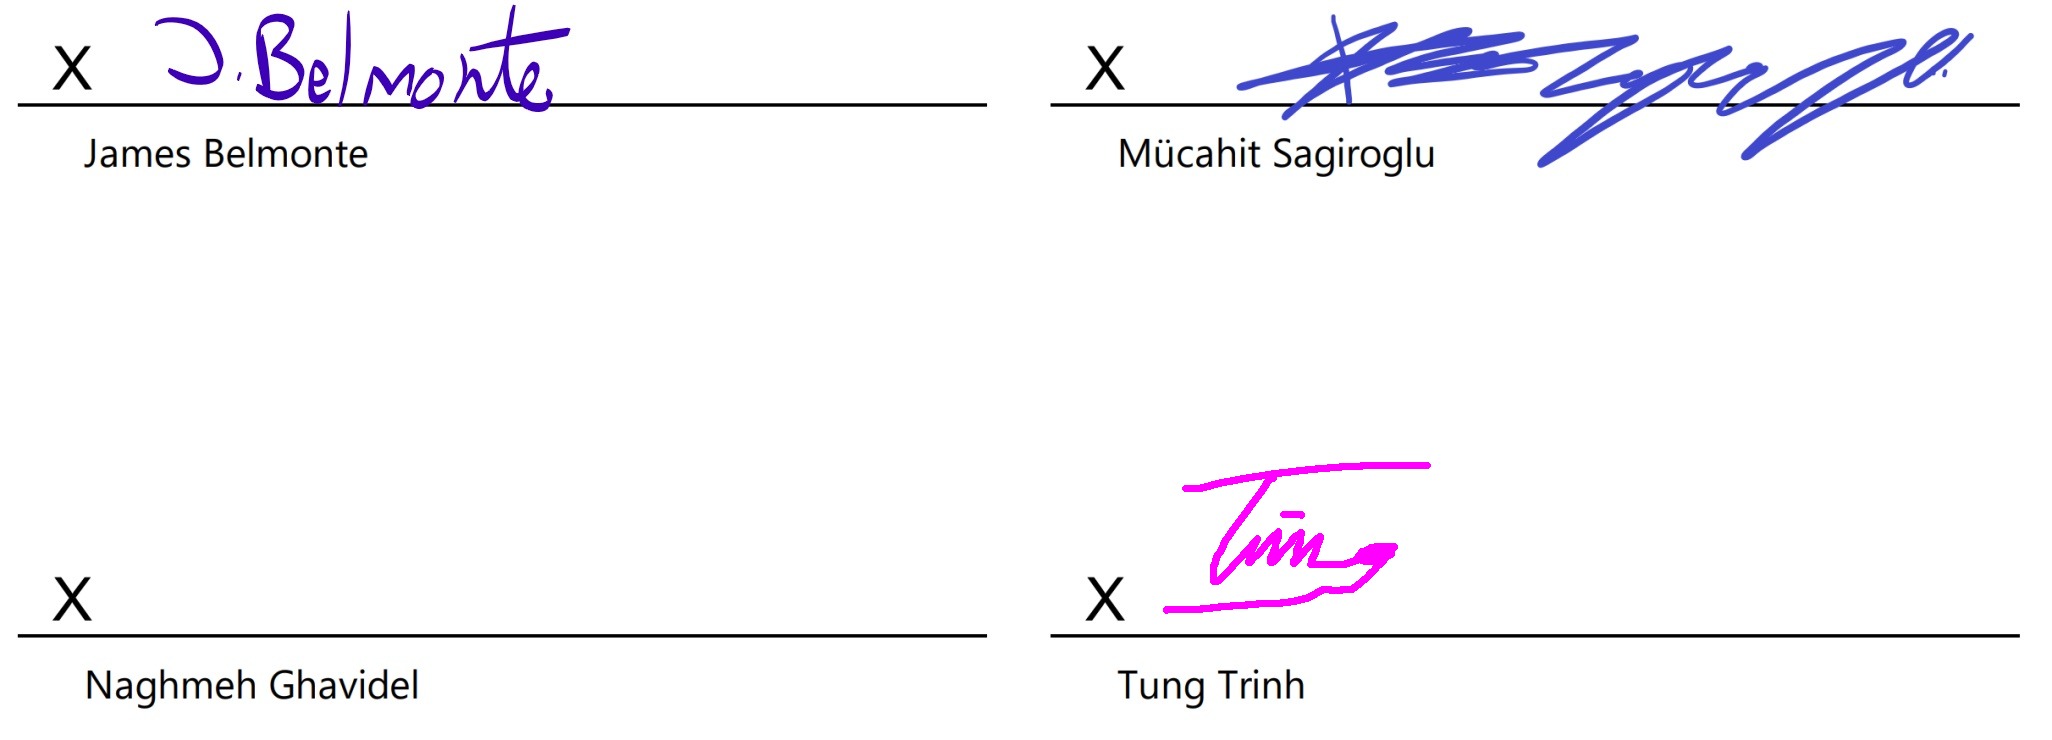 X J. Belmonte X
James Belmonte Mücahit Sagiroglu
X X Tung
Naghmeh Ghavidel Tung Trinh